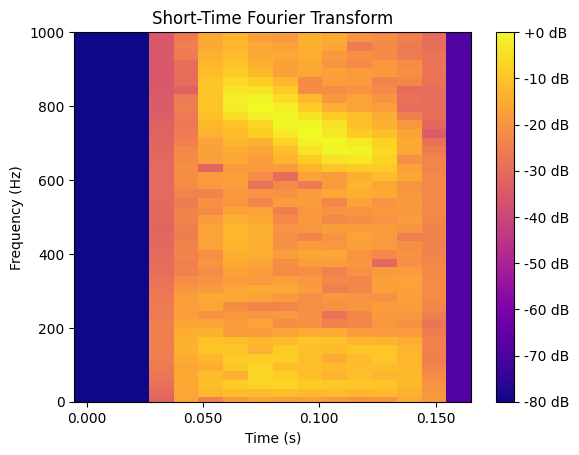 Short-Time Fourier Transform
1000
800
600
400
200
0
Frequency (Hz)
0.000
0.050
0.100
0.150
Time (s)
+0 dB
-10 dB
-20 dB
-30 dB
-40 dB
-50 dB
-60 dB
-70 dB
-80 dB